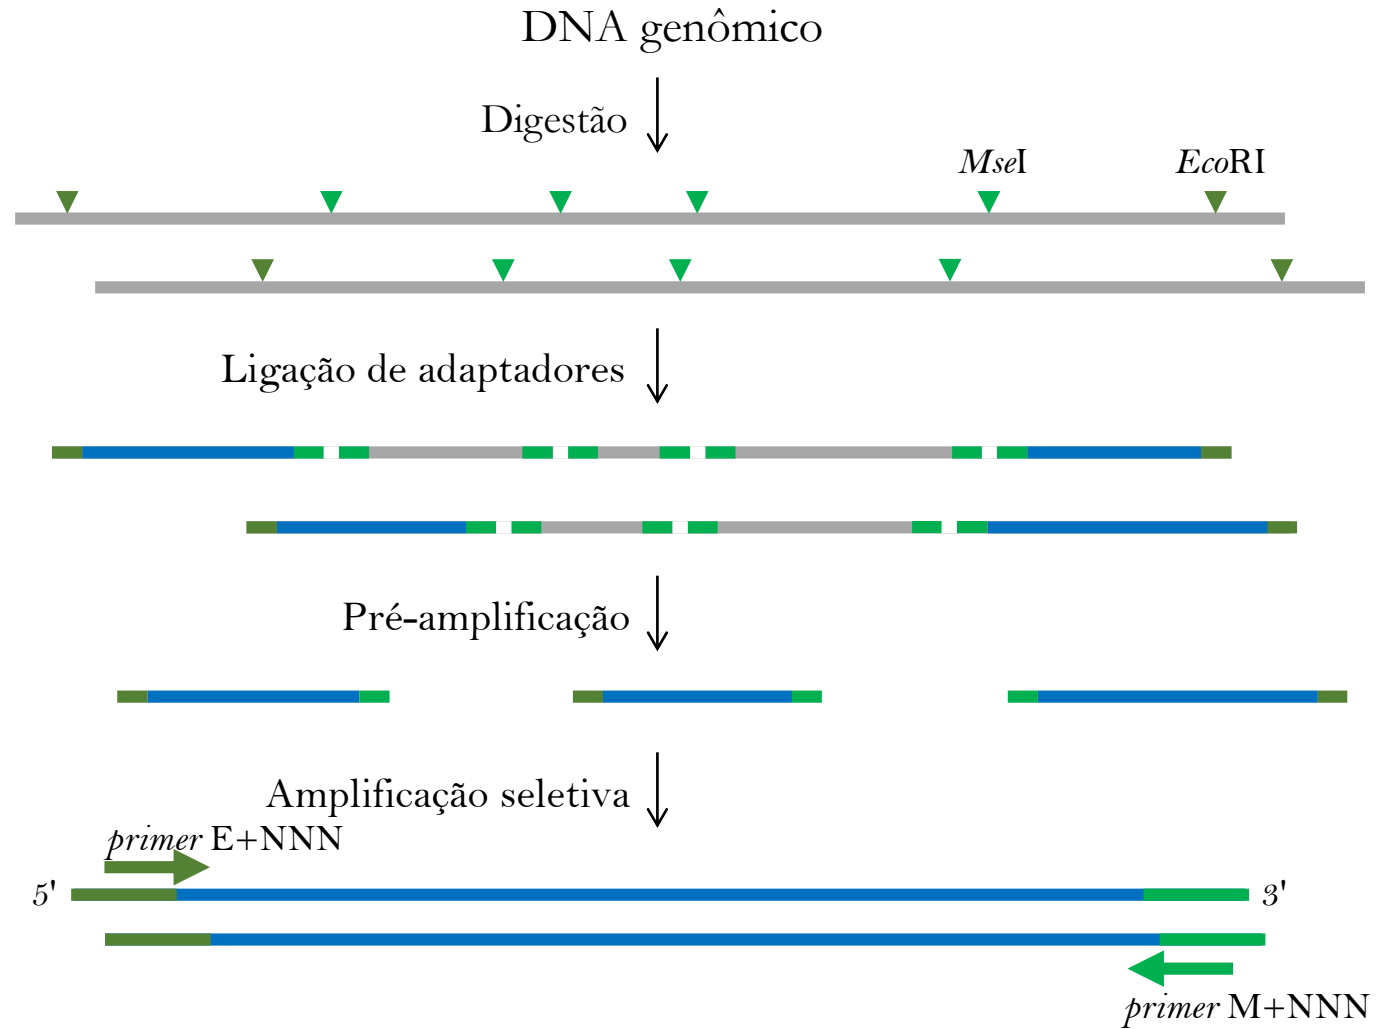 DNA genômico
Digestão
MseI
EcoRI
Ligação de adaptadores
Pré-amplificação
Amplificação seletiva
primer E+NNN
5'
3'
primer M+NNN